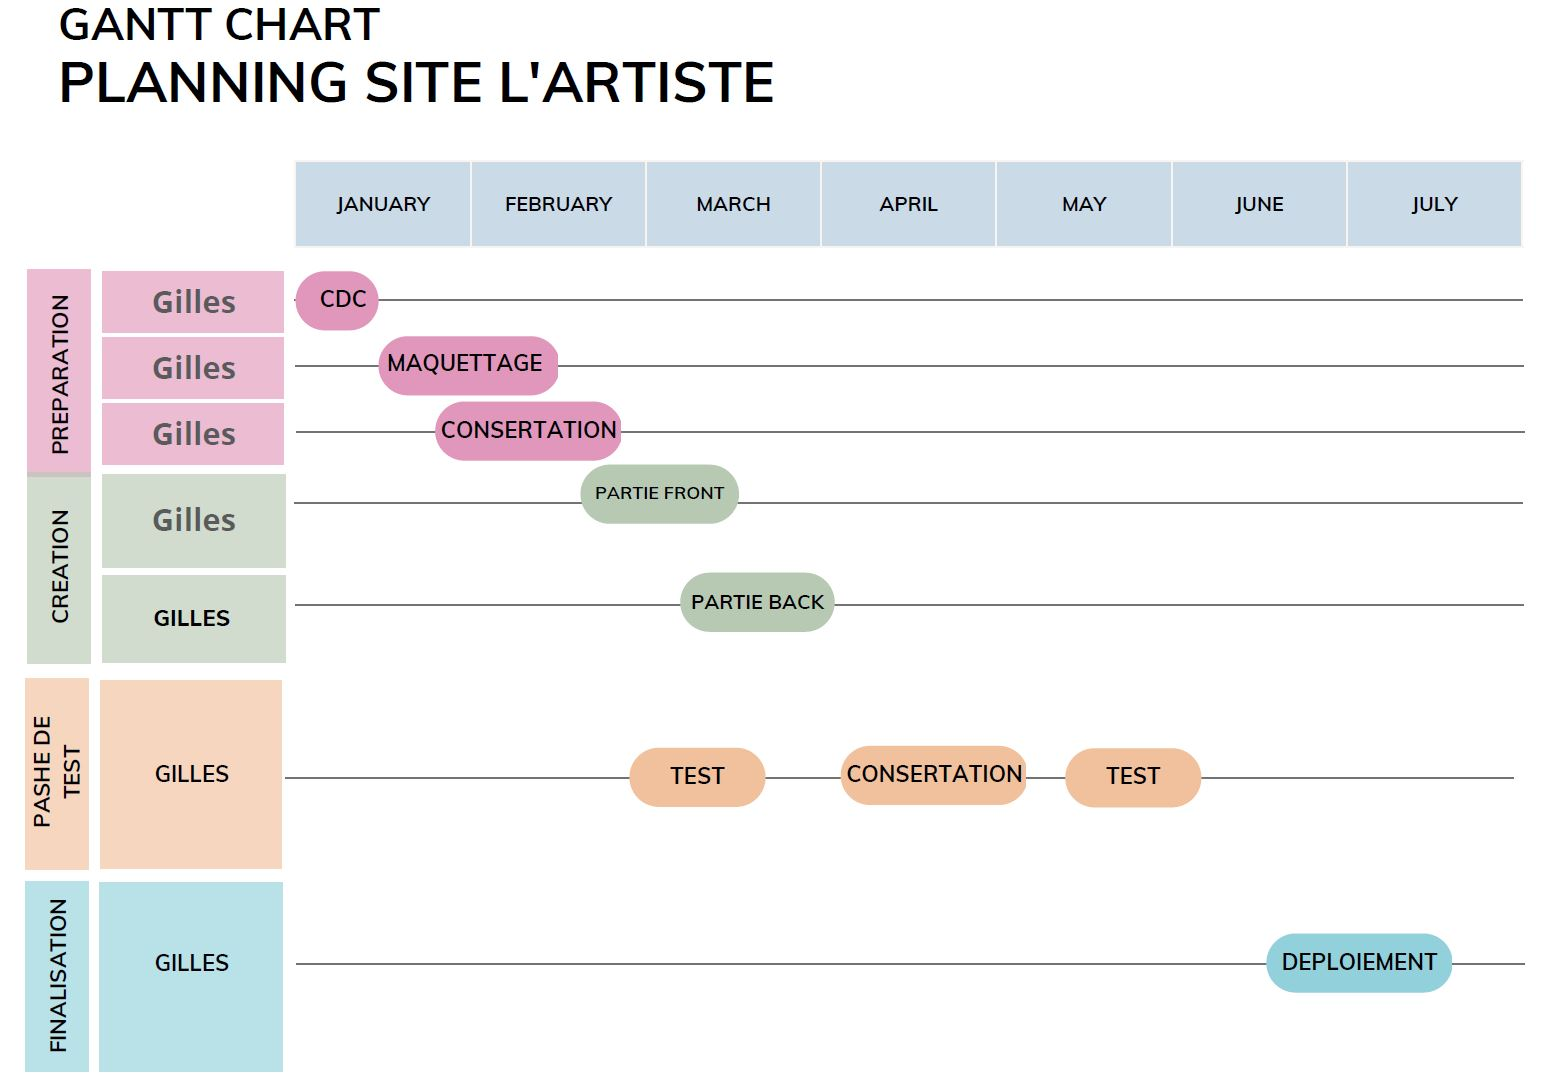 GANTT CHART
PLANNING SITE L'ARTISTE
JANUARY
FEBRUARY
MARCH
APRIL
MAY
JUNE
JULY
PREPARATION
Gilles
CDC
Gilles
MAQUETTAGE
Gilles
CONSERTATION
CREATION
Gilles
PARTIE FRONT
GILLES
PARTIE BACK
PASHE DE
TEST
GILLES
TEST
CONSERTATION
TEST
FINALISATION
GILLES
DEPLOIEMENT